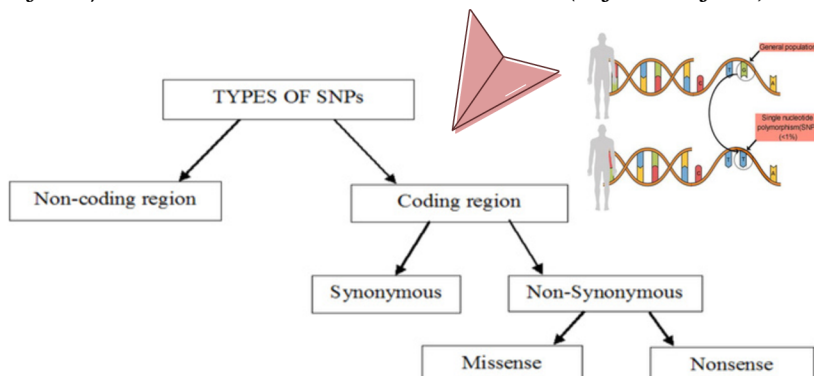 TYPES OF SNPs
General population
Single nucleotide
polymorphism(SNP)
(<1%)
Non-coding region
Coding region
Synonymous
Non-Synonymous
Missense
Nonsense